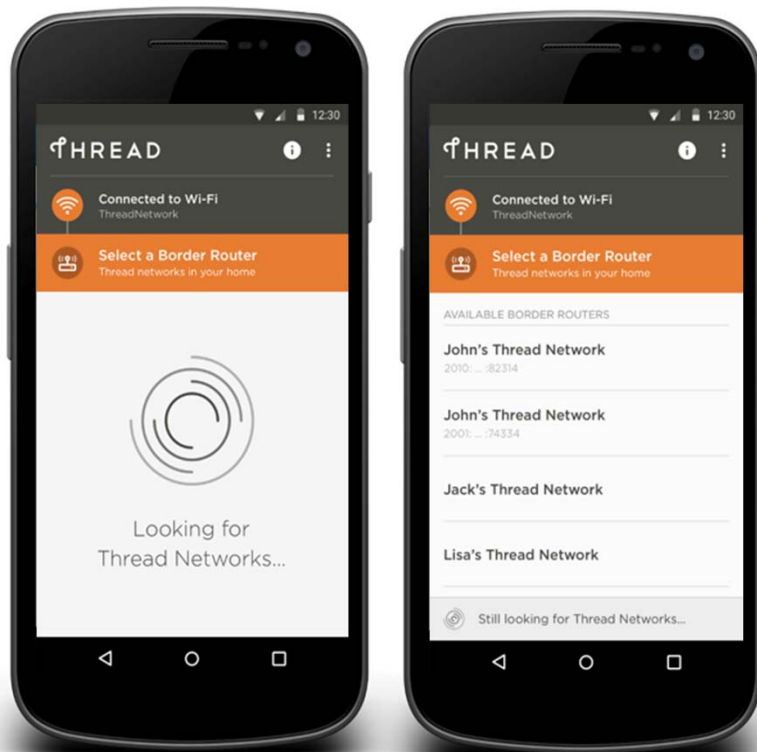 12:30
THREAD
Connected to Wi-Fi
ThreadNetwork
Select a Border Router
Thread networks in your home
Looking for
Thread Networks...
12:30
THREAD
Connected to Wi-Fi
ThreadNetwork
Select a Border Router
Thread networks in your home
AVAILABLE BORDER ROUTERS
John's Thread Network
2010: ... :82314
John's Thread Network
2001: ... :74334
Jack's Thread Network
Lisa's Thread Network
Still looking for Thread Networks...